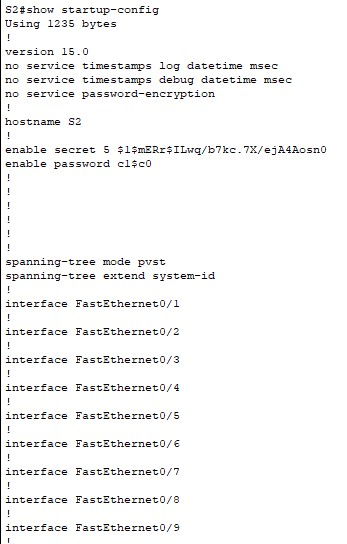 S2#show startup-config
Using 1235 bytes
!
version 15.0
no service timestamps log datetime msec
no service timestamps debug datetime msec
no service password-encryption
!
hostname S2
!
enable secret 5 $1$mERr$ILwq/b7kc.7X/ejA4Aosn0
enable password c1$c0
!
!
!
!
!
!
spanning-tree mode pvst
spanning-tree extend system-id
!
interface FastEthernet0/1
!
interface FastEthernet0/2
!
interface FastEthernet0/3
!
interface FastEthernet0/4
!
interface FastEthernet0/5
!
interface FastEthernet0/6
!
interface FastEthernet0/7
!
interface FastEthernet0/8
!
interface FastEthernet0/9
!